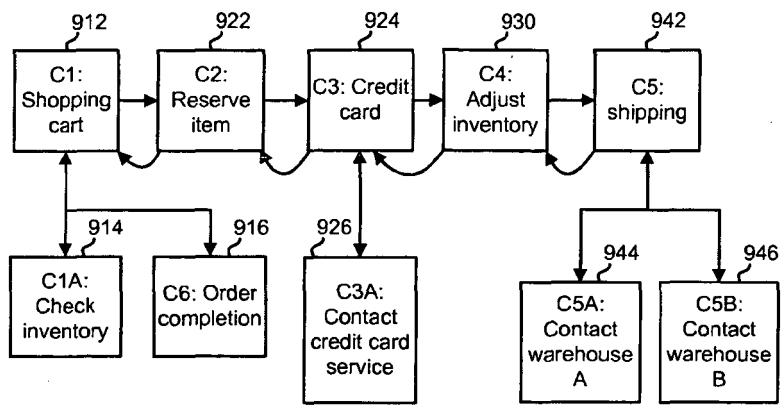 912
922
924
930
942
C1:
Shopping
cart
C2:
Reserve
item
C3: Credit
card
C4:
Adjust
inventory
C5:
shipping
914
916
926
944
946
C1A:
Check
inventory
C6: Order
completion
C3A:
Contact
credit card
service
C5A:
Contact
warehouse
A
C5B:
Contact
warehouse
B